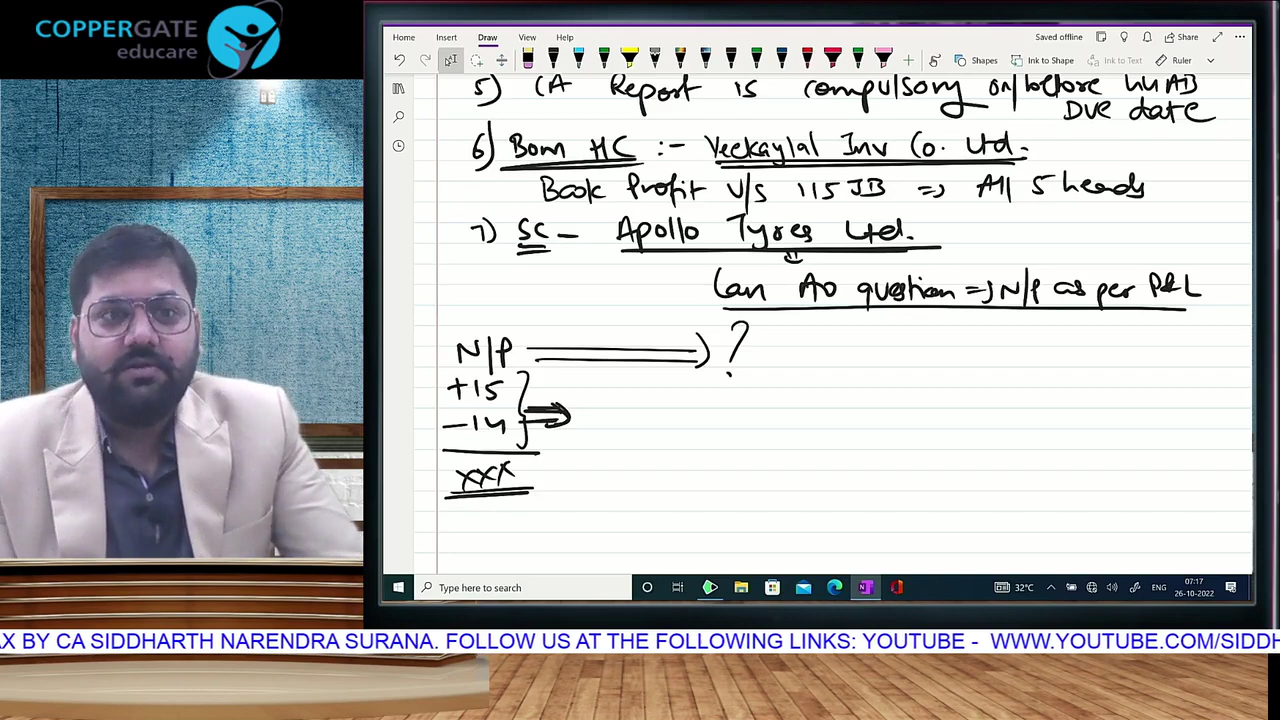 COPPERGATE
educare
Saved offline
Share
Home Insert Draw View Help
Shapes Ink to Shape Ink to Text Ruler
5) CA Report is compulsory on/before 44AB
DUE date
6) Bom HC :- Veekaylal Inv Co. Ltd.
Book Profit v/s 115JB => All 5 heads
7) SC - Apollo Tyres Ltd.
Can AO question => N/P as per P&L
N/P ?
+15
-14
XXX
Type here to search
32°C ENG 07:17
26-10-2022
AX BY CA SIDDHARTH NARENDRA SURANA. FOLLOW US AT THE FOLLOWING LINKS: YOUTUBE - WWW.YOUTUBE.COM/SIDDH